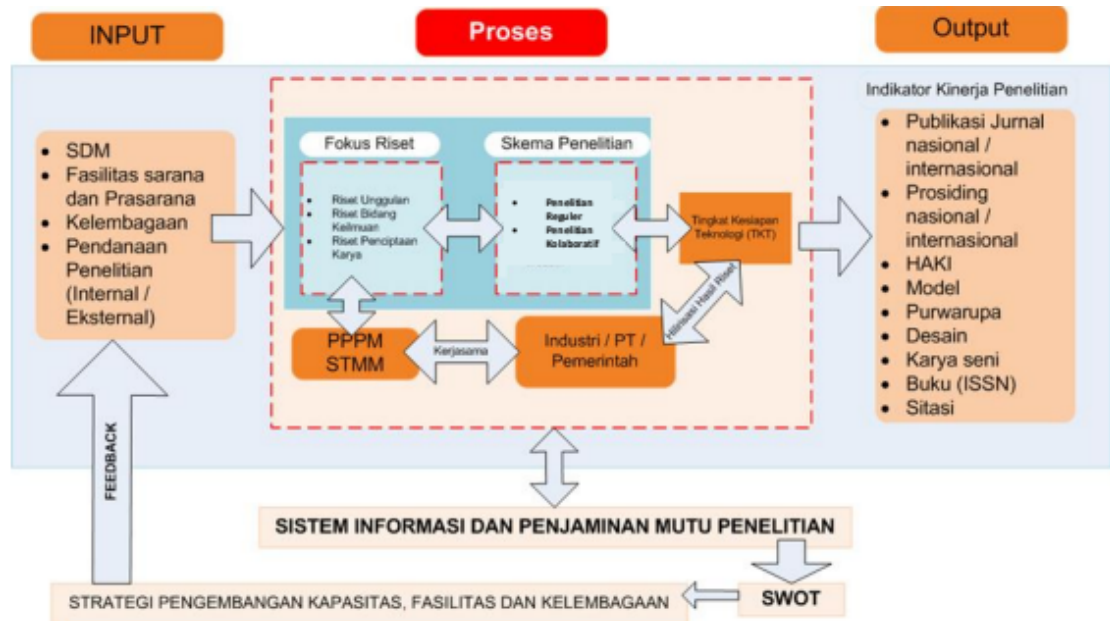 INPUT
Proses
Output
SDM
Fasilitas sarana
dan Prasarana
Kelembagaan
Pendanaan
Penelitian
(Internal /
Eksternal)
Fokus Riset
Riset Unggulan
Riset Bidang
Keilmuan
Riset Penciptaan
Karya
Skema Penelitian
Penelitian
Reguler
Penelitian
Kolaboratif
Tingkat Kesiapan
Teknologi (TKT)
Hilirisasi Hasil Riset
PPPM
STMM
Kerjasama
Industri / PT /
Pemerintah
Indikator Kinerja Penelitian
Publikasi Jurnal
nasional /
internasional
Prosiding
nasional /
internasional
HAKI
Model
Purwarupa
Desain
Karya seni
Buku (ISSN)
Sitasi
FEEDBACK
SISTEM INFORMASI DAN PENJAMINAN MUTU PENELITIAN
STRATEGI PENGEMBANGAN KAPASITAS, FASILITAS DAN KELEMBAGAAN
SWOT